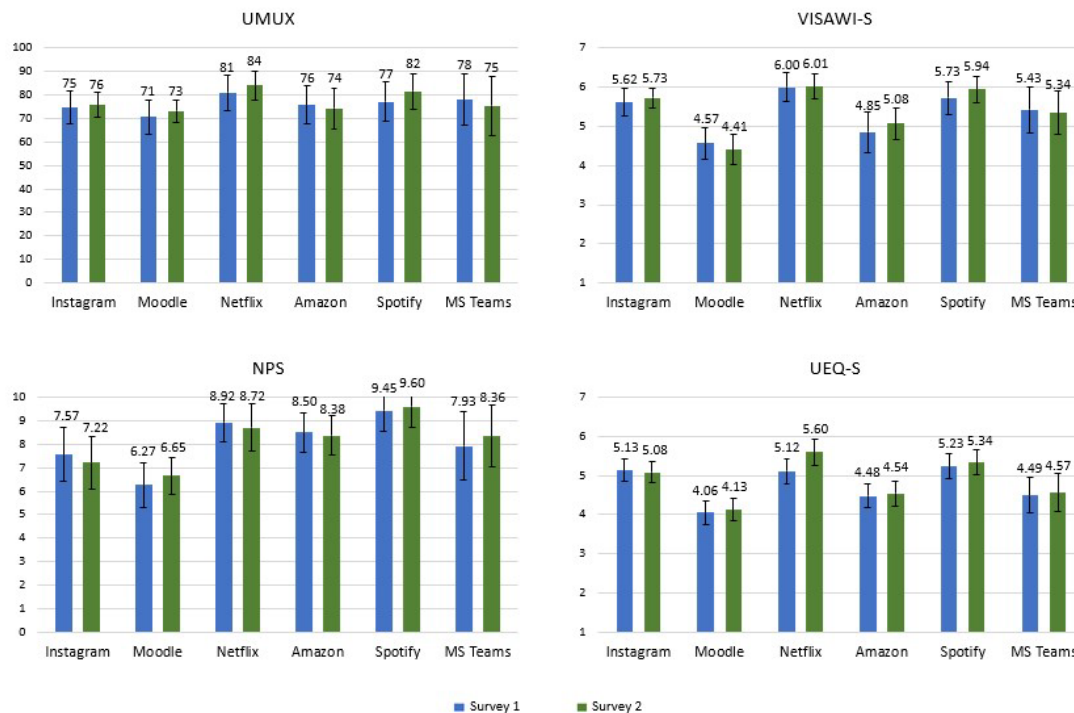 UMUX
100
90
80
70
60
50
40
30
20
10
0
75 76 71 73 81 84 76 74 77 82 78 75
Instagram Moodle Netflix Amazon Spotify MS Teams
VISAWI-S
7
6
5
4
3
2
1
5.62 5.73 4.57 4.41 6.00 6.01 4.85 5.08 5.73 5.94 5.43 5.34
Instagram Moodle Netflix Amazon Spotify MS Teams
NPS
10
9
8
7
6
5
4
3
2
1
0
7.57 7.22 6.27 6.65 8.92 8.72 8.50 8.38 9.45 9.60 7.93 8.36
Instagram Moodle Netflix Amazon Spotify MS Teams
UEQ-S
7
6
5
4
3
2
1
5.13 5.08 4.06 4.13 5.12 5.60 4.48 4.54 5.23 5.34 4.49 4.57
Instagram Moodle Netflix Amazon Spotify MS Teams
Survey 1 Survey 2